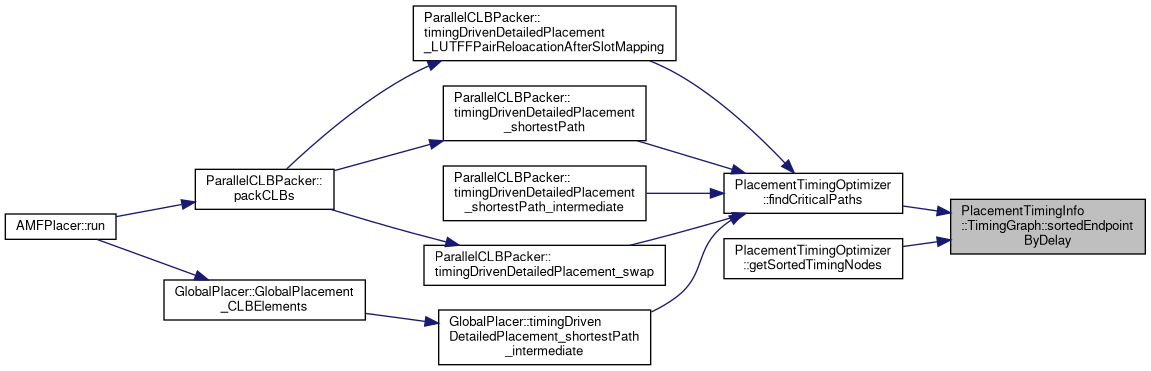 ParallelCLBPacker::
timingDrivenDetailedPlacement
_LUTFFPairReloacationAfterSlotMapping
ParallelCLBPacker::
timingDrivenDetailedPlacement
_shortestPath
ParallelCLBPacker::
packCLBs
ParallelCLBPacker::
timingDrivenDetailedPlacement
_shortestPath_intermediate
PlacementTimingOptimizer
::findCriticalPaths
AMFPlacer::run
PlacementTimingInfo
::TimingGraph::sortedEndpoint
ByDelay
ParallelCLBPacker::
timingDrivenDetailedPlacement_swap
PlacementTimingOptimizer
::getSortedTimingNodes
GlobalPlacer::GlobalPlacement
_CLBElements
GlobalPlacer::timingDriven
DetailedPlacement_shortestPath
_intermediate